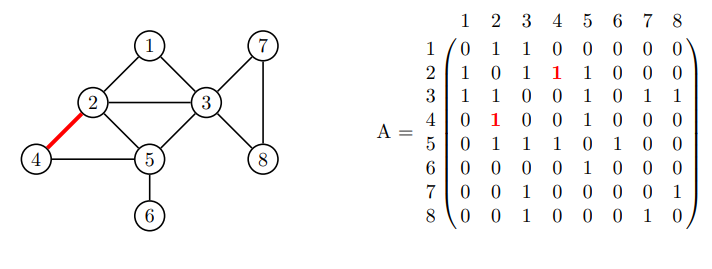 1 7
2 3
4 5 8
6
1 2 3 4 5 6 7 8
1 0 1 1 0 0 0 0 0
2 1 0 1 1 1 0 0 0
3 1 1 0 0 1 0 1 1
4 0 1 0 0 1 0 0 0
A =
5 0 1 1 1 0 1 0 0
6 0 0 0 0 1 0 0 0
7 0 0 1 0 0 0 0 1
8 0 0 1 0 0 0 1 0